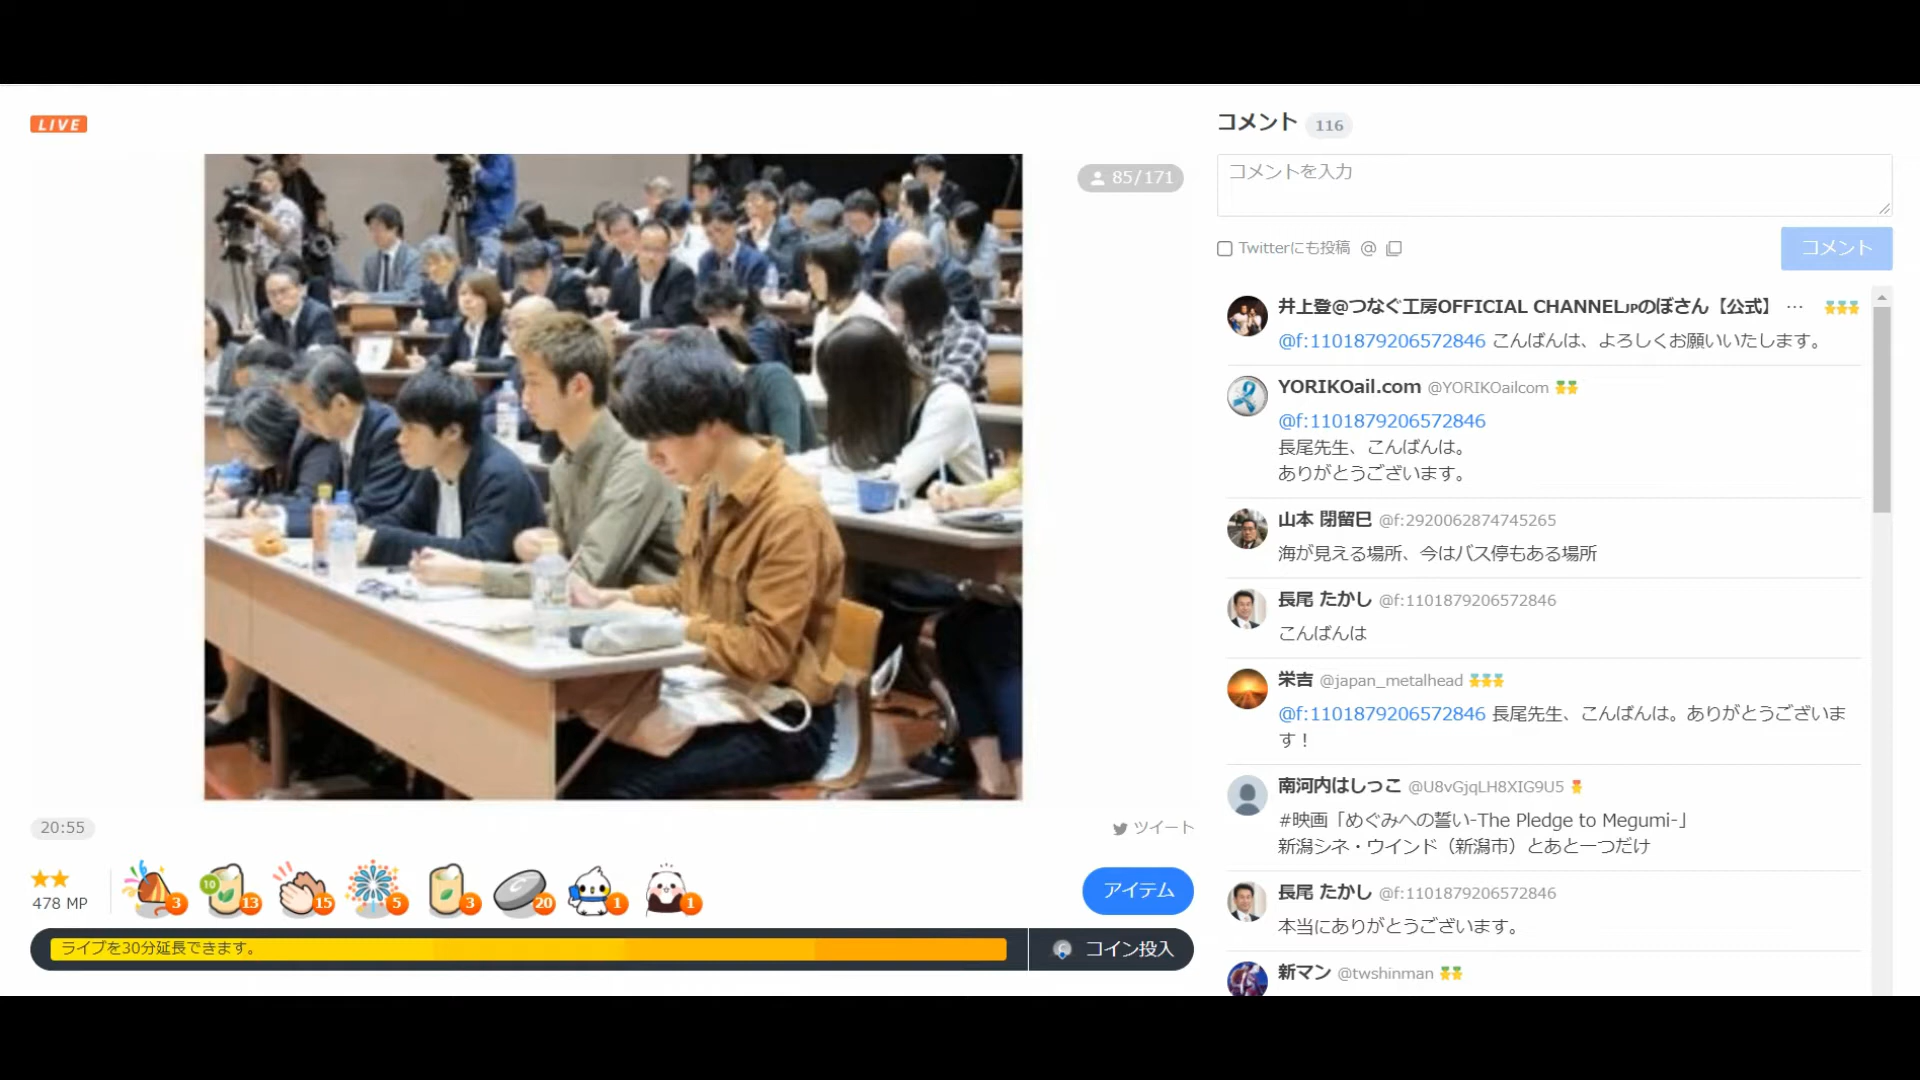 LIVE
85/171
20:55
ツイート
478 MP
3
10
13
15
5
3
20
1
1
アイテム
ライブを30分延長できます。
コイン投入
コメント 116
コメントを入力
Twitterにも投稿 @
コメント
井上登@つなぐ工房OFFICIAL CHANNELJPのぼさん【公式】 …
@f:1101879206572846 こんばんは、よろしくお願いいたします。
YORIKOail.com @YORIKOailcom
@f:1101879206572846
長尾先生、こんばんは。
ありがとうございます。
山本 閉留巳 @f:2920062874745265
海が見える場所、今はバス停もある場所
長尾 たかし @f:1101879206572846
こんばんは
栄吉 @japan_metalhead
@f:1101879206572846 長尾先生、こんばんは。ありがとうございま
す！
南河内はしっこ @U8vGjqLH8XIG9U5
#映画「めぐみへの誓い-The Pledge to Megumi-」
新潟シネ・ウインド（新潟市）とあと一つだけ
長尾 たかし @f:1101879206572846
本当にありがとうございます。
新マン @twshinman